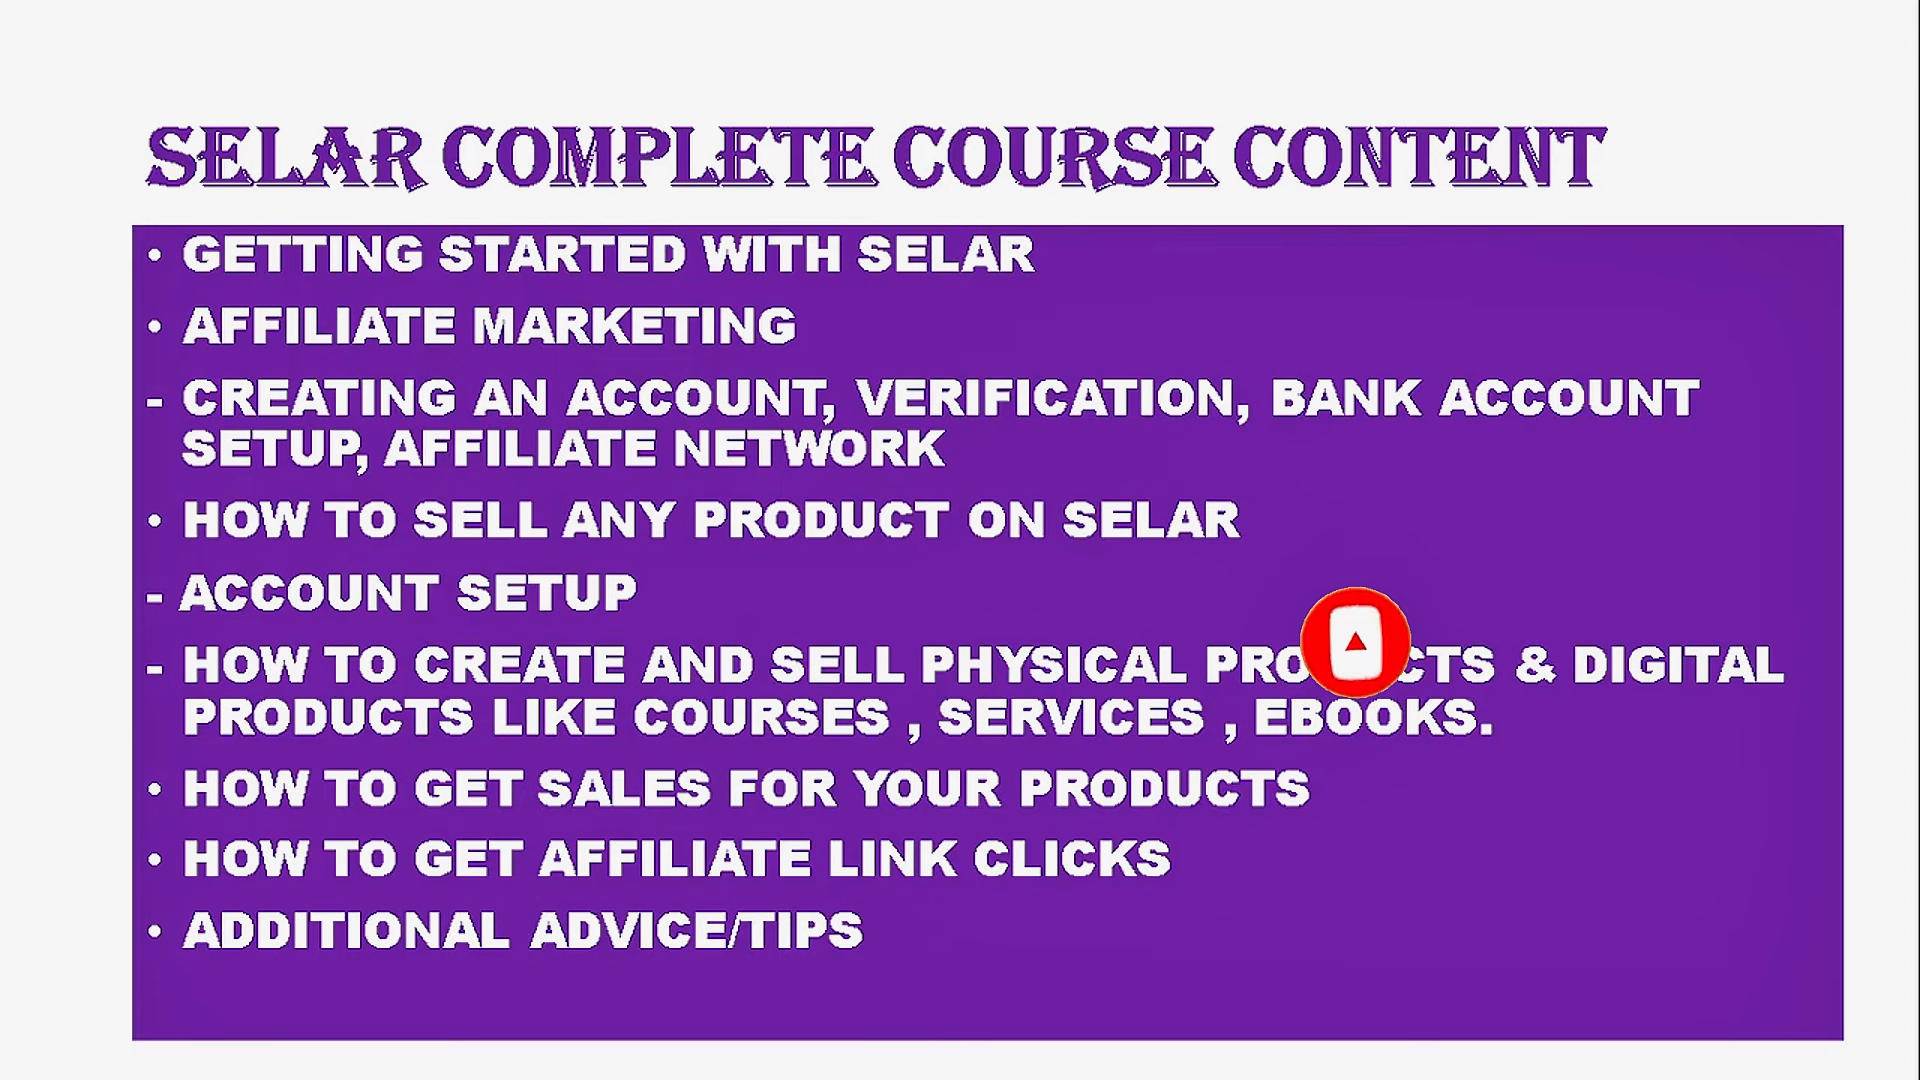 SELAR COMPLETE COURSE CONTENT
• GETTING STARTED WITH SELAR
• AFFILIATE MARKETING
- CREATING AN ACCOUNT, VERIFICATION, BANK ACCOUNT
SETUP, AFFILIATE NETWORK
• HOW TO SELL ANY PRODUCT ON SELAR
- ACCOUNT SETUP
- HOW TO CREATE AND SELL PHYSICAL & DIGITAL
PRODUCTS LIKE COURSES , SERVICES , EBOOKS.
• HOW TO GET SALES FOR YOUR PRODUCTS
• HOW TO GET AFFILIATE LINK CLICKS
• ADDITIONAL ADVICE/TIPS